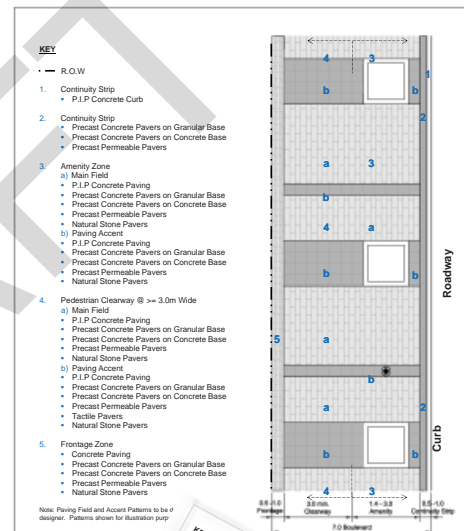 KEY
R.O.W
1. Continuity Strip
• P.I.P Concrete Curb
2. Continuity Strip
• Precast Concrete Pavers on Granular Base
• Precast Concrete Pavers on Concrete Base
• Precast Permeable Pavers
3. Amenity Zone
a) Main Field
• P.I.P Concrete Paving
• Precast Concrete Pavers on Granular Base
• Precast Concrete Pavers on Concrete Base
• Precast Permeable Pavers
• Natural Stone Pavers
b) Paving Accent
• P.I.P Concrete Paving
• Precast Concrete Pavers on Granular Base
• Precast Concrete Pavers on Concrete Base
• Precast Permeable Pavers
• Natural Stone Pavers
4. Pedestrian Clearway @ >= 3.0m Wide
a) Main Field
• P.I.P Concrete Paving
• Precast Concrete Pavers on Granular Base
• Precast Concrete Pavers on Concrete Base
• Precast Permeable Pavers
• Natural Stone Pavers
b) Paving Accent
• P.I.P Concrete Paving
• Precast Concrete Pavers on Granular Base
• Precast Concrete Pavers on Concrete Base
• Precast Permeable Pavers
• Tactile Pavers
• Natural Stone Pavers
5. Frontage Zone
• Concrete Paving
• Precast Concrete Pavers on Granular Base
• Precast Concrete Pavers on Concrete Base
• Precast Permeable Pavers
• Natural Stone Pavers
Note: Paving Field and Accent Patterns to be
designer. Patterns shown for illustration
4 3
1
b b
2
a 3
b
4 a
b b
5 a
b
a 2
b b
4 3
Roadway
Curb
3.0 min. 1.4 - 3.0
Frontage Clearway Amenity Continuity Strip
7.0 Boulevard